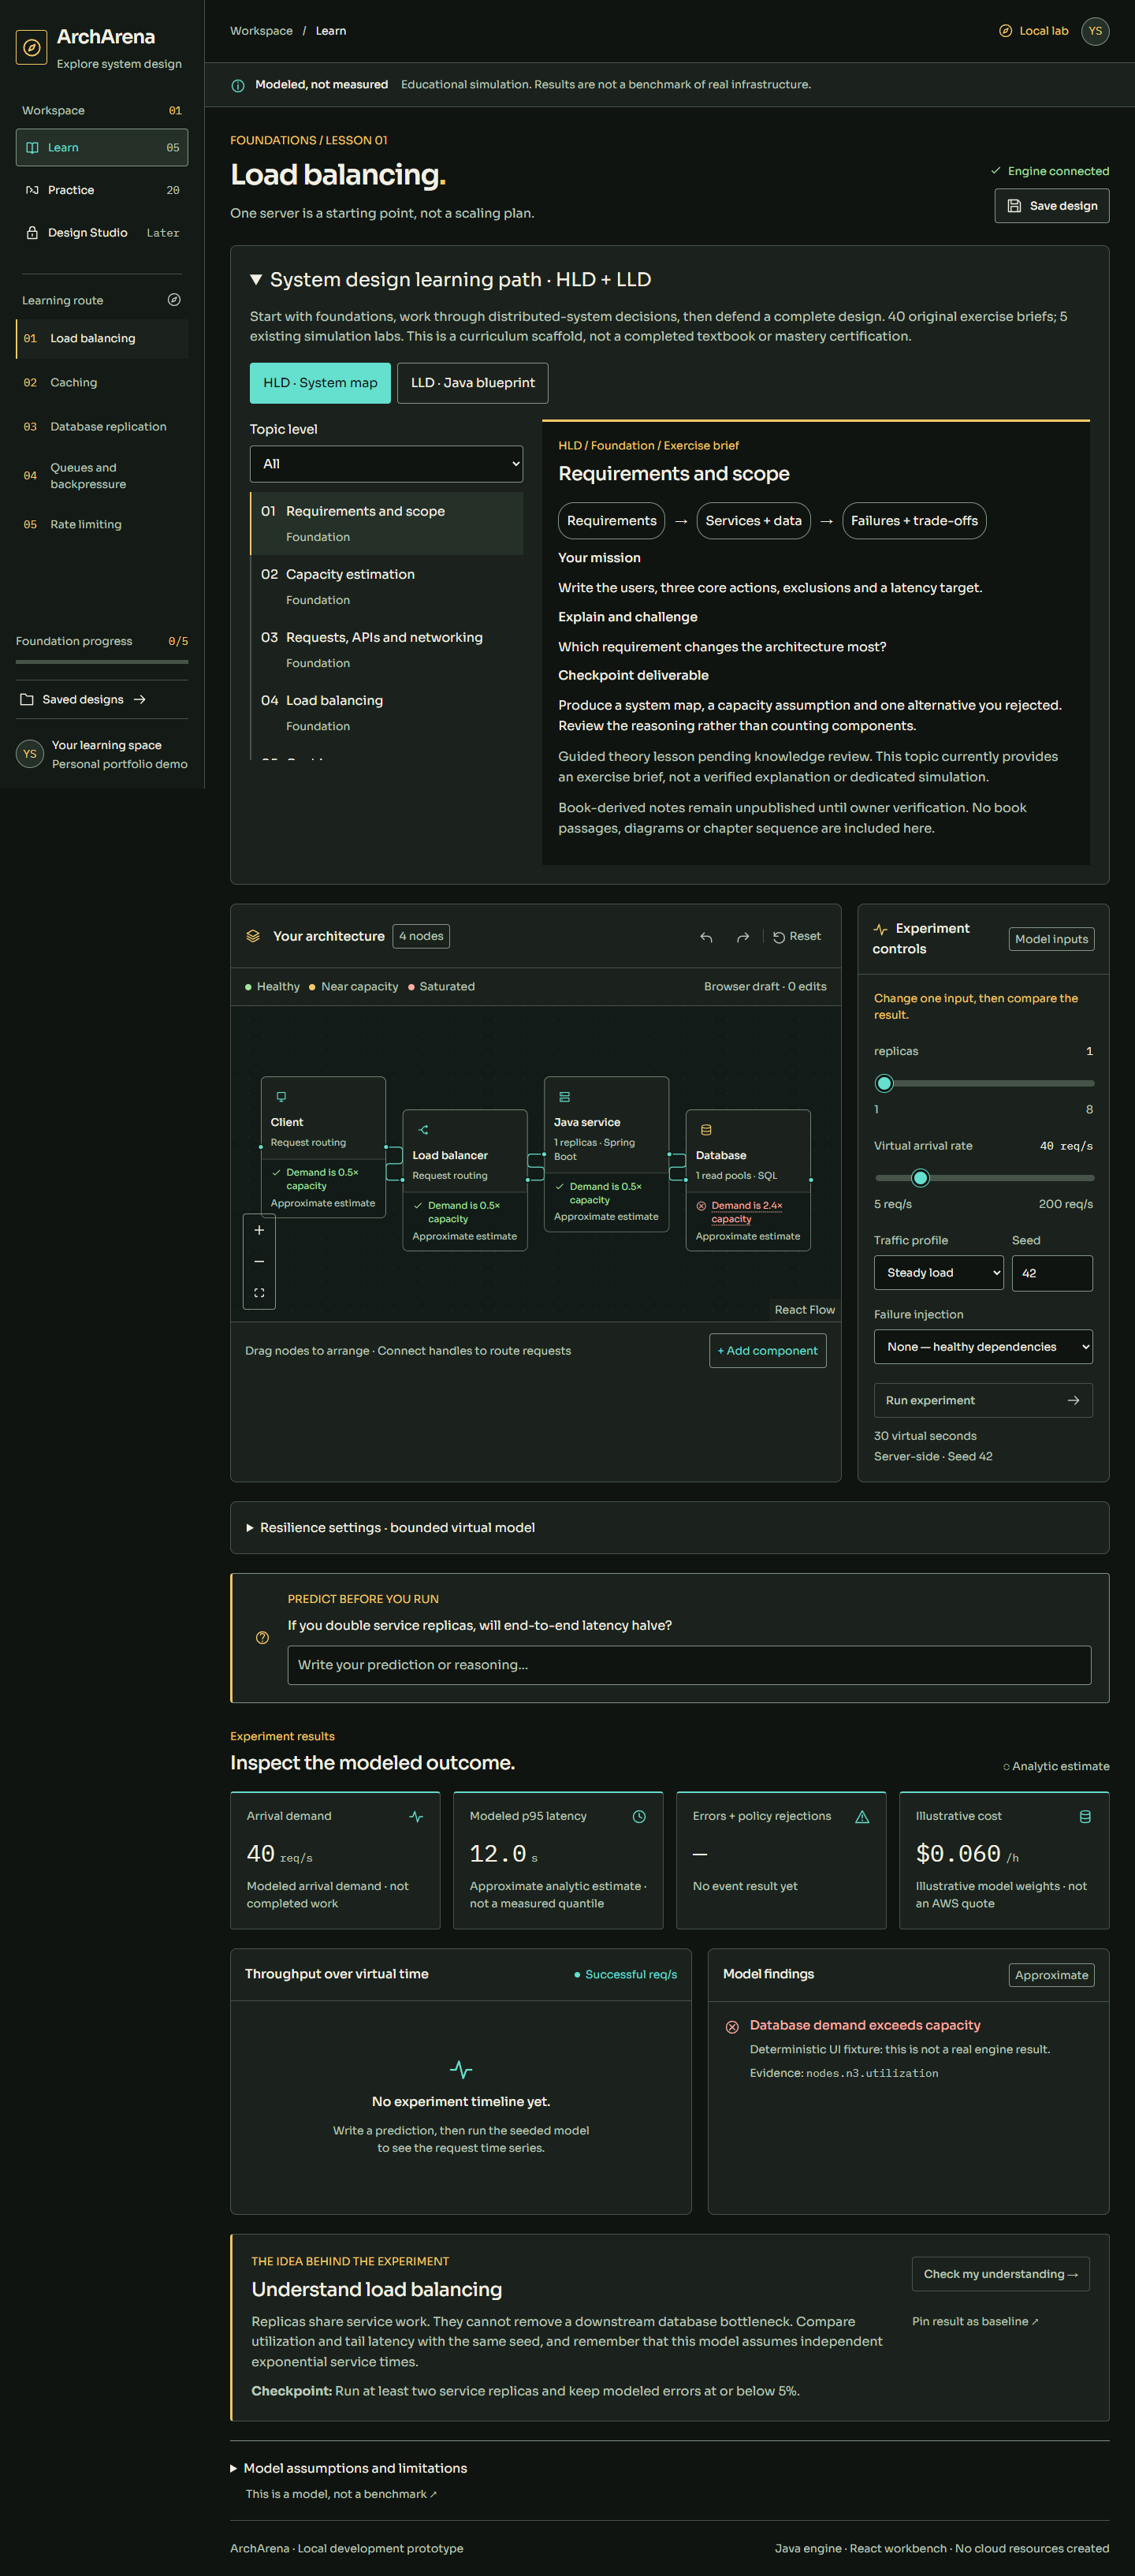 ArchArena
Explore system design
Workspace 01
Learn 05
Practice 20
Design Studio Later
Learning route
01 Load balancing
02 Caching
03 Database replication
04 Queues and
backpressure
05 Rate limiting
Foundation progress 0/5
Saved designs →
YS Your learning space
Personal portfolio demo
Workspace / Learn
Local lab YS
Modeled, not measured Educational simulation. Results are not a benchmark of real infrastructure.
FOUNDATIONS / LESSON 01
Load balancing.
One server is a starting point, not a scaling plan.
Engine connected
Save design
▼ System design learning path · HLD + LLD
Start with foundations, work through distributed-system decisions, then defend a complete design. 40 original exercise briefs; 5
existing simulation labs. This is a curriculum scaffold, not a completed textbook or mastery certification.
HLD · System map LLD · Java blueprint
Topic level
All
01 Requirements and scope
Foundation
02 Capacity estimation
Foundation
03 Requests, APIs and networking
Foundation
04 Load balancing
Foundation
HLD / Foundation / Exercise brief
Requirements and scope
Requirements → Services + data → Failures + trade-offs
Your mission
Write the users, three core actions, exclusions and a latency target.
Explain and challenge
Which requirement changes the architecture most?
Checkpoint deliverable
Produce a system map, a capacity assumption and one alternative you rejected.
Review the reasoning rather than counting components.
Guided theory lesson pending knowledge review. This topic currently provides
an exercise brief, not a verified explanation or dedicated simulation.
Book-derived notes remain unpublished until owner verification. No book
passages, diagrams or chapter sequence are included here.
Your architecture 4 nodes
Reset
Healthy Near capacity Saturated Browser draft · 0 edits
Client
Request routing
Demand is 0.5×
capacity
Approximate estimate
Load balancer
Request routing
Demand is 0.5×
capacity
Approximate estimate
Java service
1 replicas · Spring
Boot
Demand is 0.5×
capacity
Approximate estimate
Database
1 read pools · SQL
Demand is 2.4×
capacity
Approximate estimate
React Flow
Drag nodes to arrange · Connect handles to route requests
+ Add component
Experiment
controls
Model inputs
Change one input, then compare the
result.
replicas 1
1 8
Virtual arrival rate 40 req/s
5 req/s 200 req/s
Traffic profile Seed
Steady load 42
Failure injection
None — healthy dependencies
Run experiment →
30 virtual seconds
Server-side · Seed 42
▶ Resilience settings · bounded virtual model
PREDICT BEFORE YOU RUN
If you double service replicas, will end-to-end latency halve?
Write your prediction or reasoning...
Experiment results
Inspect the modeled outcome.
○ Analytic estimate
Arrival demand
40 req/s
Modeled arrival demand · not
completed work
Modeled p95 latency
12.0 s
Approximate analytic estimate ·
not a measured quantile
Errors + policy rejections
—
No event result yet
Illustrative cost
$0.060 /h
Illustrative model weights · not
an AWS quote
Throughput over virtual time Successful req/s
No experiment timeline yet.
Write a prediction, then run the seeded model
to see the request time series.
Model findings Approximate
Database demand exceeds capacity
Deterministic UI fixture: this is not a real engine result.
Evidence: nodes.n3.utilization
THE IDEA BEHIND THE EXPERIMENT
Understand load balancing
Replicas share service work. They cannot remove a downstream database bottleneck. Compare
utilization and tail latency with the same seed, and remember that this model assumes independent
exponential service times.
Checkpoint: Run at least two service replicas and keep modeled errors at or below 5%.
Check my understanding →
Pin result as baseline ↗
▶ Model assumptions and limitations
This is a model, not a benchmark ↗
ArchArena · Local development prototype
Java engine · React workbench · No cloud resources created